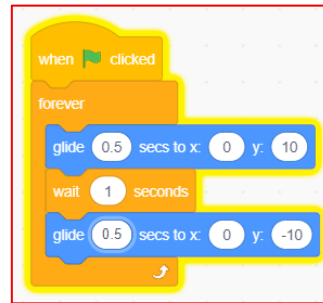 when clicked
forever
glide 0.5 secs to x: 0 y: 10
wait 1 seconds
glide 0.5 secs to x: 0 y: -10